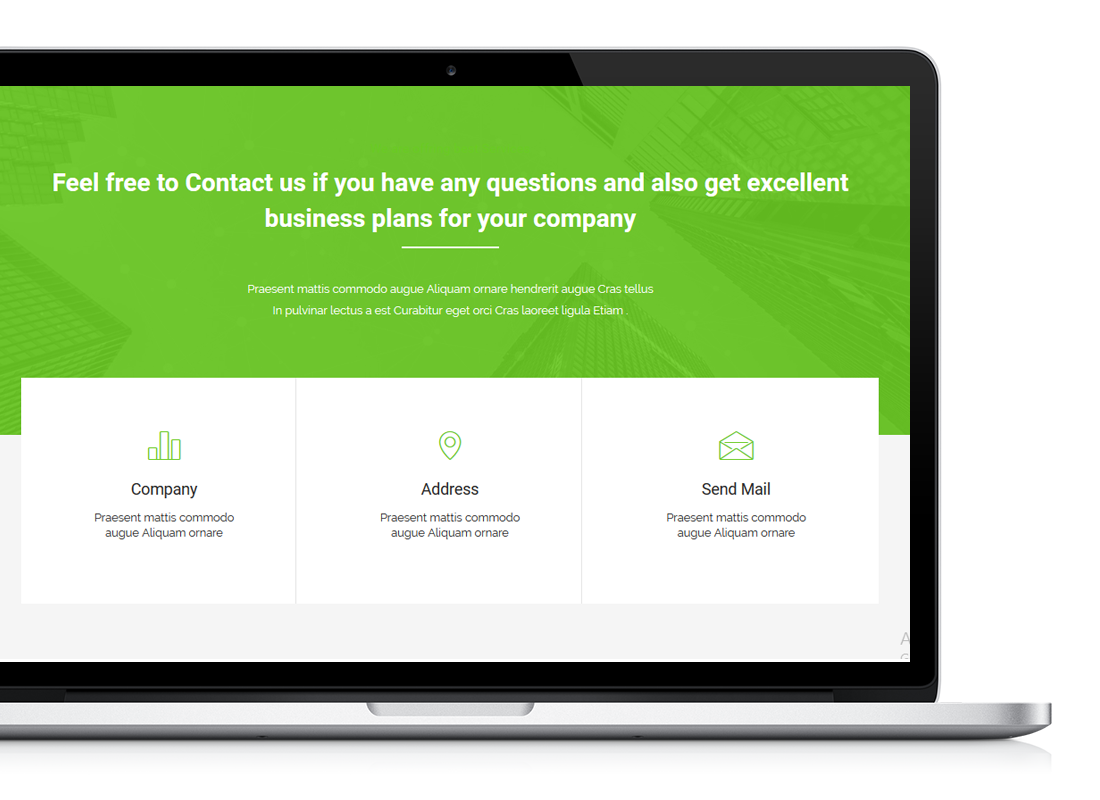 Feel free to Contact us if you have any questions and also get excellent
business plans for your company
Praesent mattis commodo augue Aliquam ornare hendrerit augue Cras tellus
In pulvinar lectus a est Curabitur eget orci Cras laoreet ligula Etiam .
Company
Address
Send Mail
Praesent mattis commodo
augue Aliquam ornare
Praesent mattis commodo
augue Aliquam ornare
Praesent mattis commodo
augue Aliquam ornare